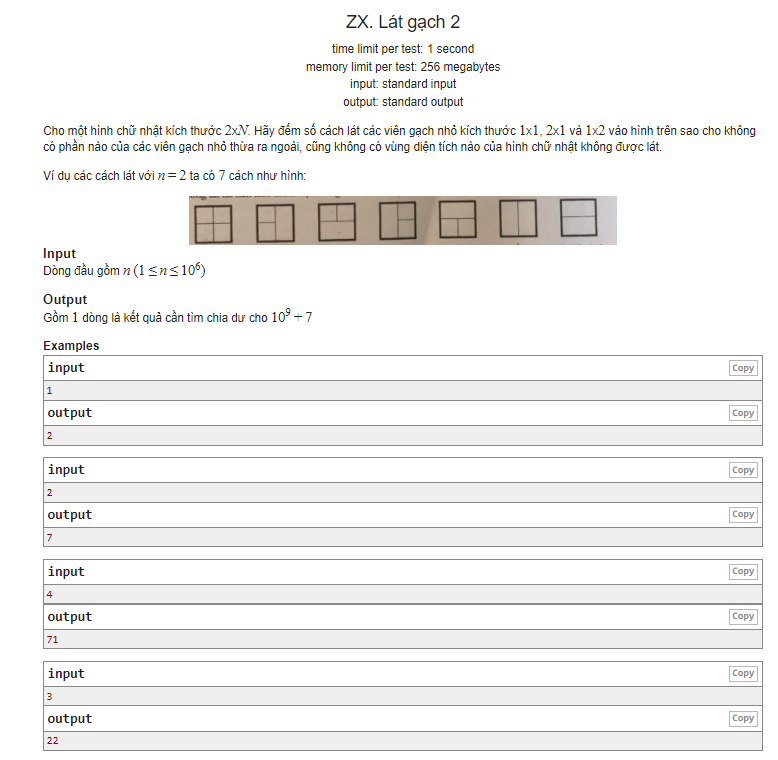 ZX. Lát gạch 2
time limit per test: 1 second
memory limit per test: 256 megabytes
input: standard input
output: standard output
Cho một hình chữ nhật kích thước 2xN. Hãy đếm số cách lát các viên gạch nhỏ kích thước 1x1, 2x1 và 1x2 vào hình trên sao cho không
có phần nào của các viên gạch nhỏ thừa ra ngoài, cũng không có vùng diện tích nào của hình chữ nhật không được lát.
Ví dụ các cách lát với n = 2 ta có 7 cách như hình:
Input
Dòng đầu gồm n (1 ≤ n ≤ 10⁶)
Output
Gồm 1 dòng là kết quả cần tìm chia dư cho 10⁹ + 7
Examples
input
Copy
1
output
Copy
2
input
Copy
2
output
Copy
7
input
Copy
4
output
Copy
71
input
Copy
3
output
Copy
22